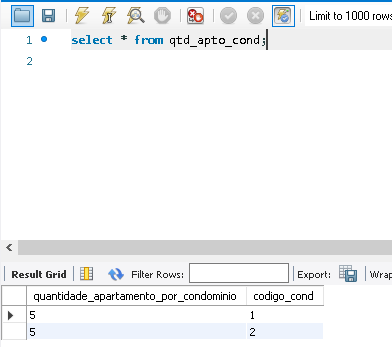 Limit to 1000 rows
1 select * from qtd_apto_cond;
2
Result Grid Filter Rows: Export: Wrap
quantidade_apartamento_por_condominio codigo_cond
5 1
5 2